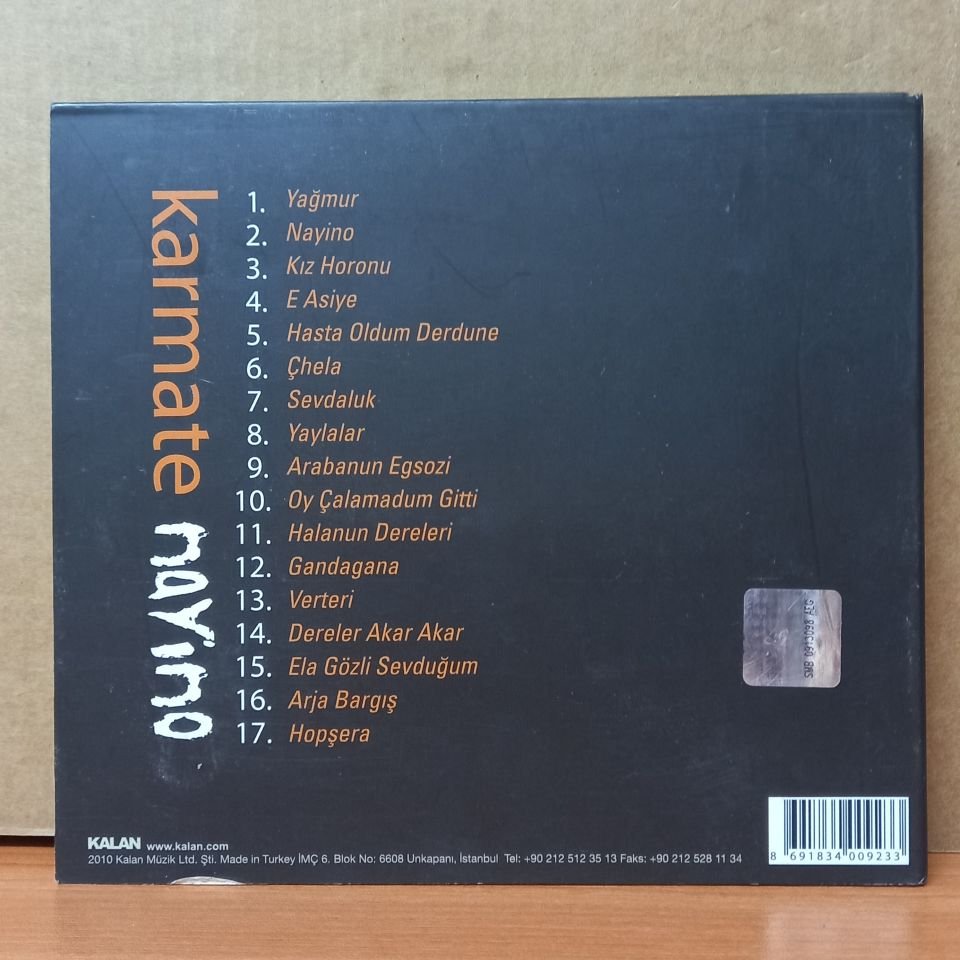 karmate nayino
1. Yağmur
2. Nayino
3. Kız Horonu
4. E Asiye
5. Hasta Oldum Derdune
6. Çhela
7. Sevdaluk
8. Yaylalar
9. Arabanun Egsozi
10. Oy Çalamadum Gitti
11. Halanun Dereleri
12. Gandagana
13. Verteri
14. Dereler Akar Akar
15. Ela Gözli Sevduğum
16. Arja Bargış
17. Hopşera
KALAN www.kalan.com
2010 Kalan Müzik Ltd. Şti. Made in Turkey İMÇ 6. Blok No: 6608 Unkapanı, İstanbul Tel: +90 212 512 35 13 Faks: +90 212 528 11 34
8 691834 009233